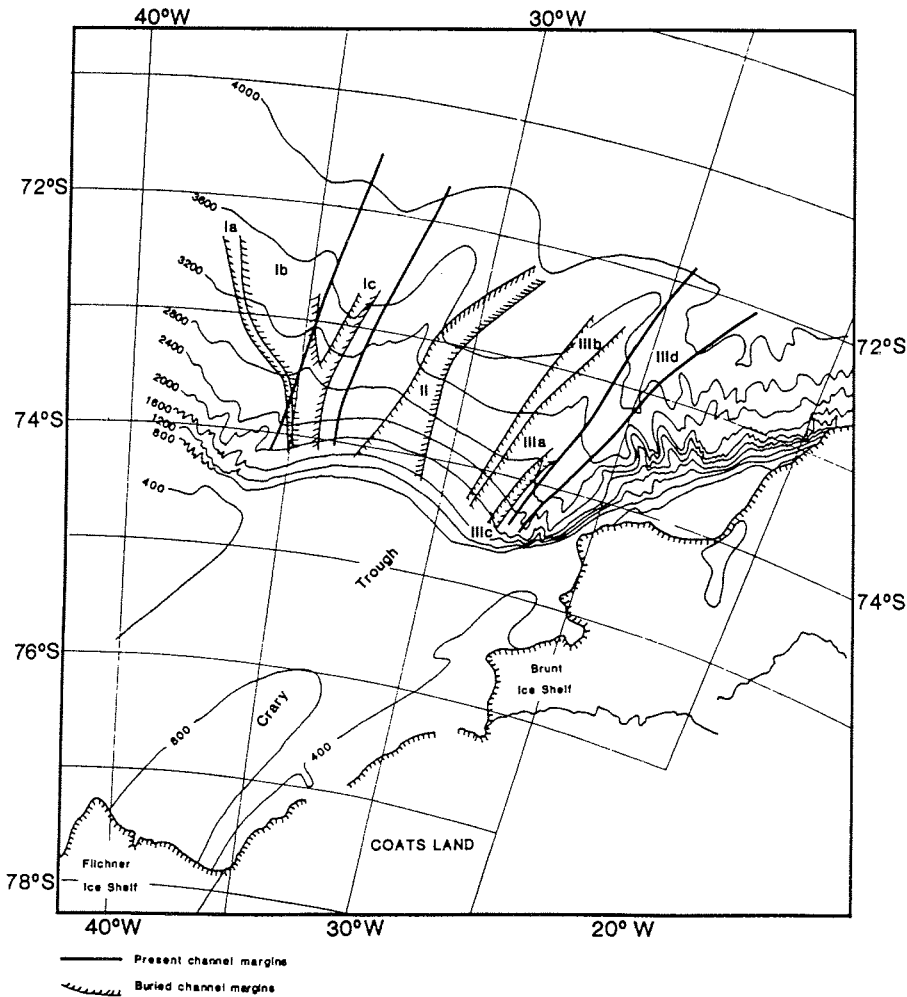 40°W 30°W
4000
72°S
3600
Ia
Ib
Ic
3200
2800
2400
2000
1600
1200
800
400
72°S
IIIb
IIId
II
IIIa
IIIc
74°S
74°S
Trough
76°S
Brunt
Ice Shelf
Crary
800
400
COATS LAND
Filchner
Ice Shelf
78°S
40°W 30°W 20°W
Present channel margins
Buried channel margins